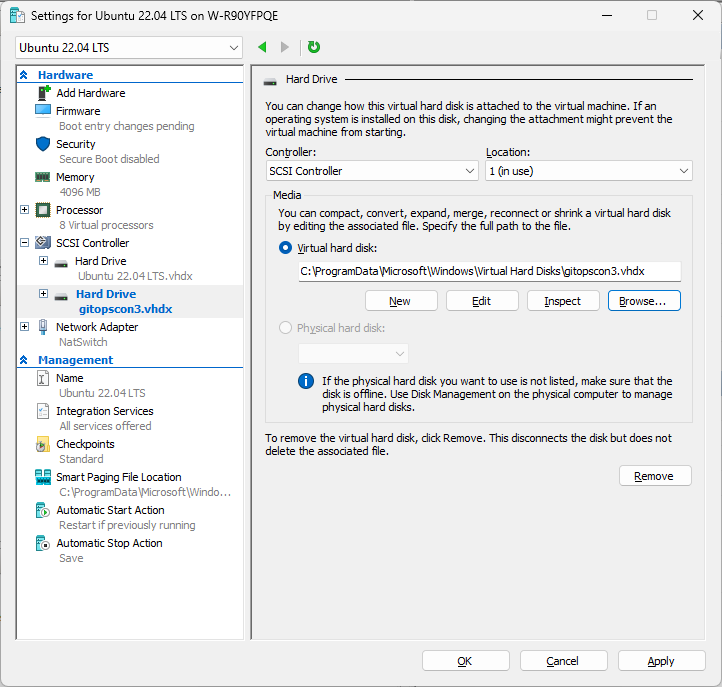 Settings for Ubuntu 22.04 LTS on W-R90YFPQE
Ubuntu 22.04 LTS
Hardware
Add Hardware
Firmware
Boot entry changes pending
Security
Secure Boot disabled
Memory
4096 MB
Processor
8 Virtual processors
SCSI Controller
Hard Drive
Ubuntu 22.04 LTS.vhdx
Hard Drive
gitopscon3.vhdx
Network Adapter
NatSwitch
Management
Name
Ubuntu 22.04 LTS
Integration Services
All services offered
Checkpoints
Standard
Smart Paging File Location
C:\ProgramData\Microsoft\Windo...
Automatic Start Action
Restart if previously running
Automatic Stop Action
Save
Hard Drive
You can change how this virtual hard disk is attached to the virtual machine. If an
operating system is installed on this disk, changing the attachment might prevent the
virtual machine from starting.
Controller:
Location:
SCSI Controller
1 (in use)
Media
You can compact, convert, expand, merge, reconnect or shrink a virtual hard disk
by editing the associated file. Specify the full path to the file.
Virtual hard disk:
C:\ProgramData\Microsoft\Windows\Virtual Hard Disks\gitopscon3.vhdx
New
Edit
Inspect
Browse...
Physical hard disk:
If the physical hard disk you want to use is not listed, make sure that the
disk is offline. Use Disk Management on the physical computer to manage
physical hard disks.
To remove the virtual hard disk, click Remove. This disconnects the disk but does not
delete the associated file.
Remove
OK
Cancel
Apply